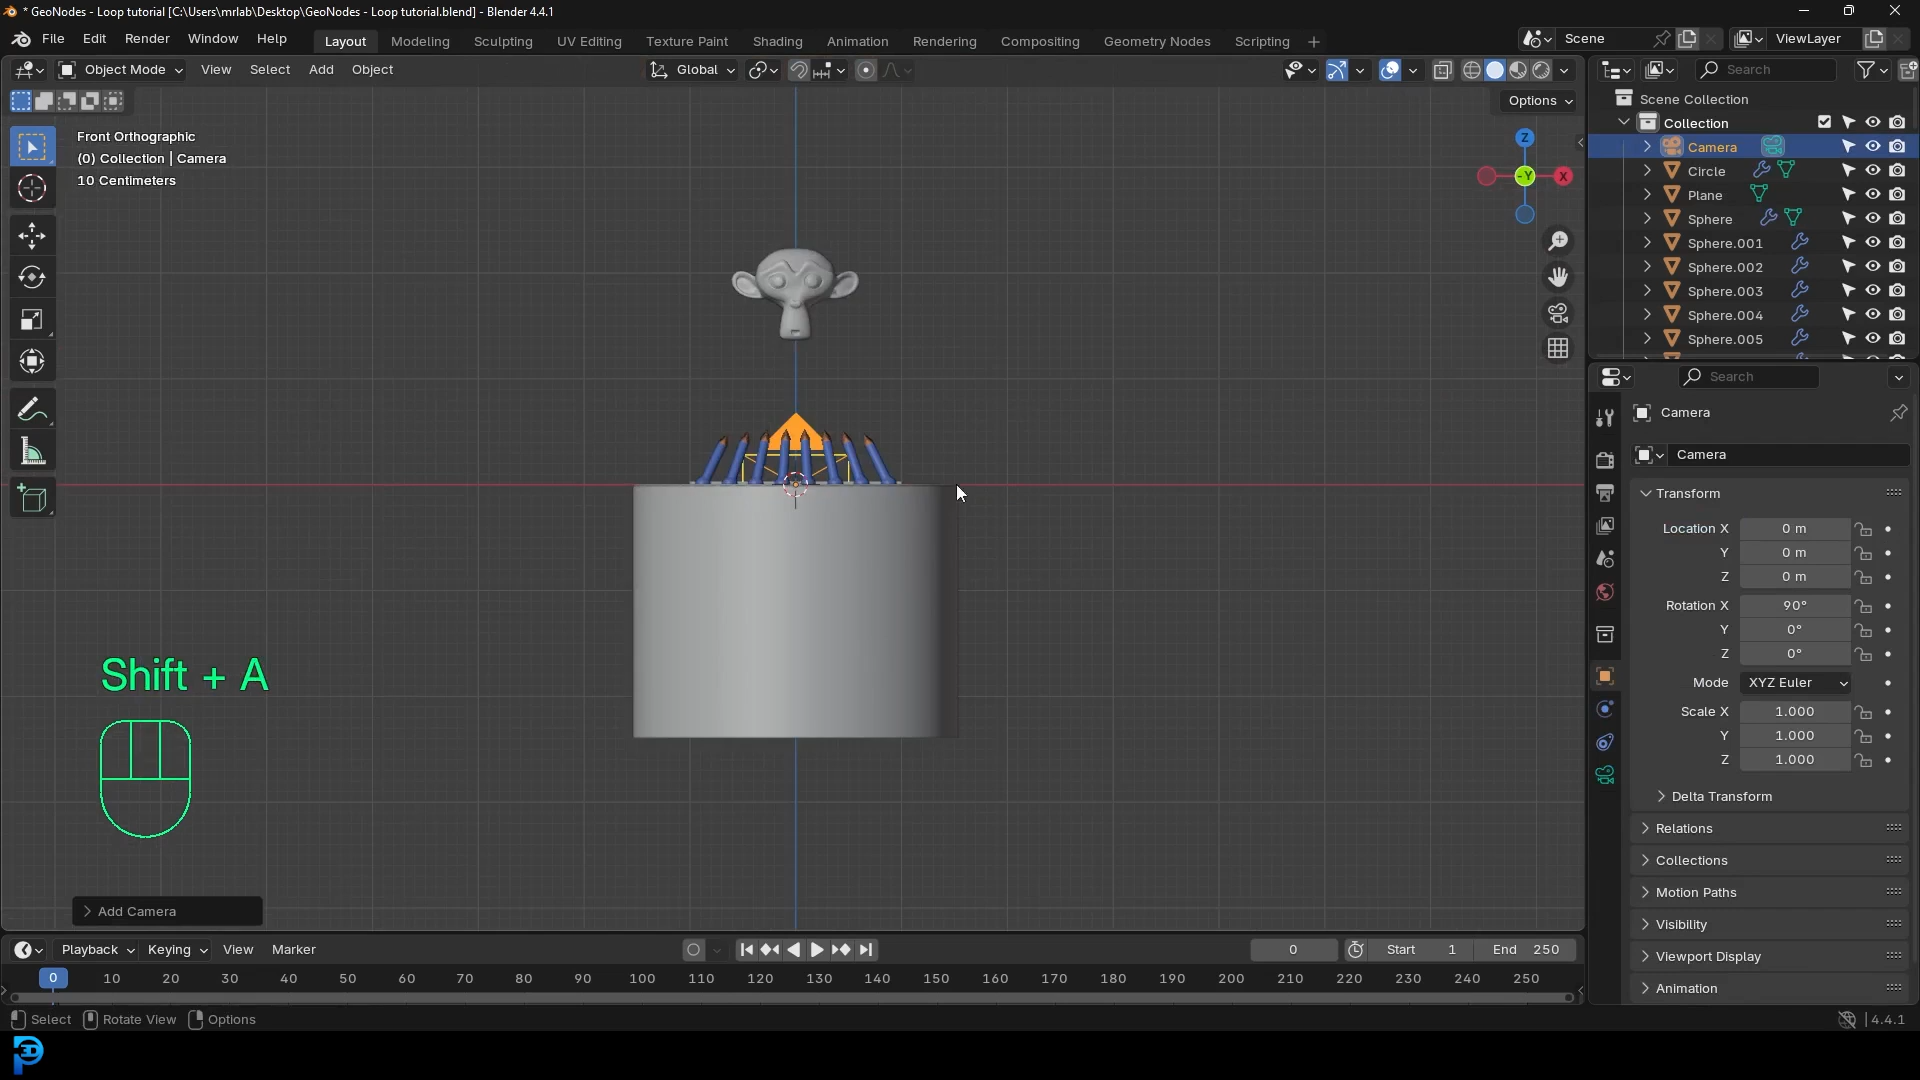 * GeoNodes - Loop tutorial [C:\Users\mrlab\Desktop\GeoNodes - Loop tutorial.blend] - Blender 4.4.1
File Edit Render Window Help Layout Modeling Sculpting UV Editing Texture Paint Shading Animation Rendering Compositing Geometry Nodes Scripting + Scene ViewLayer
Object Mode View Select Add Object Global Search
Options
Scene Collection
Collection
Camera
Circle
Plane
Sphere
Sphere.001
Sphere.002
Sphere.003
Sphere.004
Sphere.005
Front Orthographic
(0) Collection | Camera
10 Centimeters
Z
-Y
X
Search
Camera
Camera
Transform
Location X 0 m
Y 0 m
Z 0 m
Rotation X 90°
Y 0°
Z 0°
Mode XYZ Euler
Scale X 1.000
Y 1.000
Z 1.000
Delta Transform
Relations
Collections
Motion Paths
Visibility
Viewport Display
Animation
Shift + A
Add Camera
Playback Keying View Marker 0 Start 1 End 250
0 10 20 30 40 50 60 70 80 90 100 110 120 130 140 150 160 170 180 190 200 210 220 230 240 250
Select Rotate View Options 4.4.1
P3D